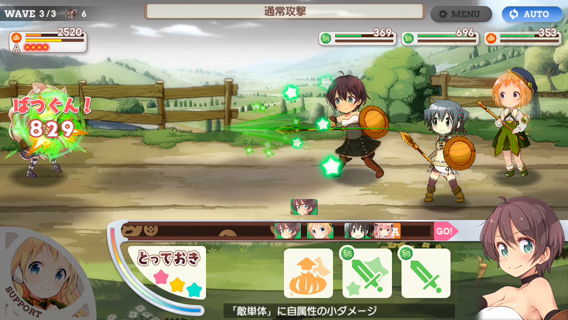 WAVE 3/3 6
通常攻撃
MENU
AUTO
2520
369
696
353
A
ばつぐん!
829
GO!
とっておき
SUPPORT
「敵単体」に自属性の小ダメージ